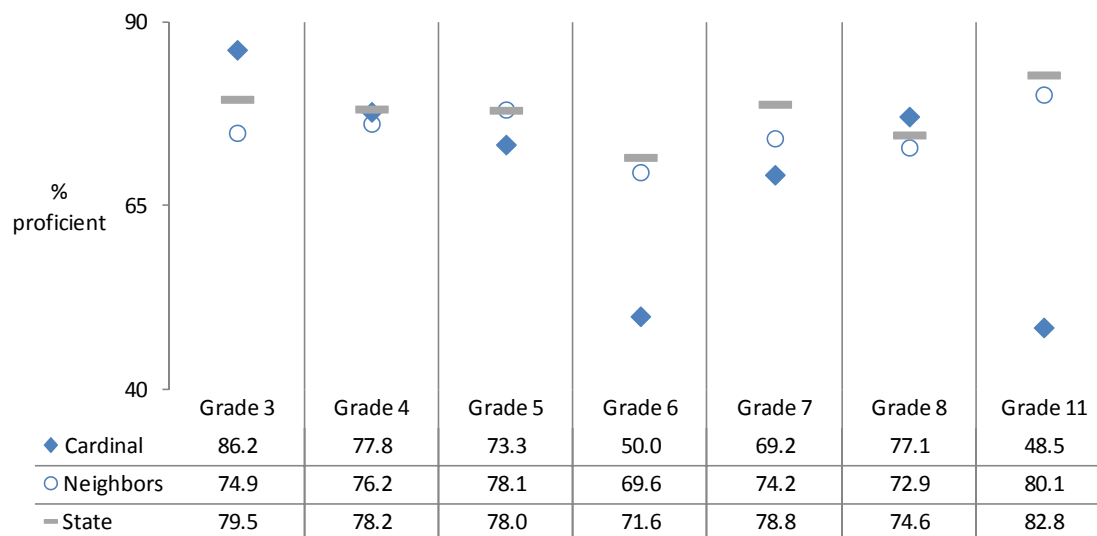 90
%
proficient
65
40
Grade 3 Grade 4 Grade 5 Grade 6 Grade 7 Grade 8 Grade 11
Cardinal 86.2 77.8 73.3 50.0 69.2 77.1 48.5
Neighbors 74.9 76.2 78.1 69.6 74.2 72.9 80.1
State 79.5 78.2 78.0 71.6 78.8 74.6 82.8